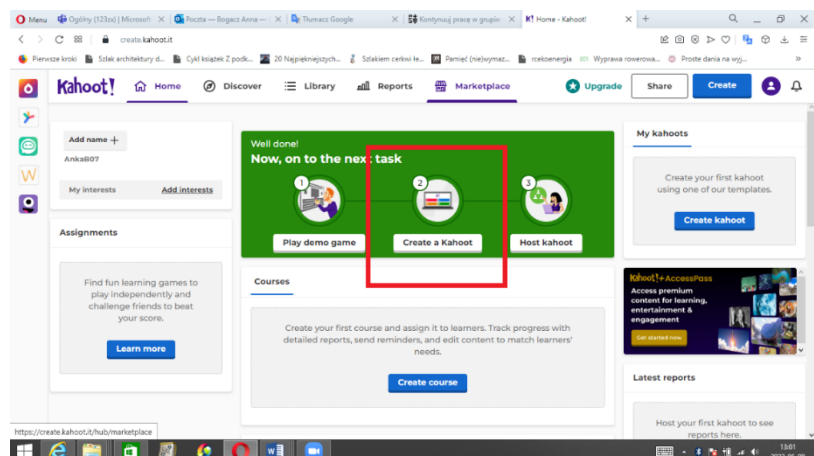 Menu
Ogólny (123zs) | Microsoft
Poczta — Bogacz Anna —
Tłumacz Google
Kontynuuj pracę w grupie
K! Home - Kahoot!
create.kahoot.it
Pierwsze kroki
Szlak architektury d...
Cykl książek Z podk...
20 Najpiękniejszych...
Szlakiem cerkwi łe...
Pamięć (nie)wymaz...
rcekoenergia
Wyprawa rowerowa...
Proste dania na wyj...
Kahoot!
Home
Discover
Library
Reports
Marketplace
Upgrade
Share
Create
Add name +
AnkaB07
My interests
Add interests
Assignments
Find fun learning games to
play independently and
challenge friends to beat
your score.
Learn more
Well done!
Now, on to the next task
1
2
3
Play demo game
Create a Kahoot
Host kahoot
Courses
Create your first course and assign it to learners. Track
progress with
detailed reports, send reminders, and edit content to match learners'
needs.
Create course
My kahoots
Create your first kahoot
using one of our templates.
Create kahoot
Kahoot!+AccessPass
Access premium
content for learning,
entertainment &
engagement
Get started now
Latest reports
Host your first kahoot to see
reports here.
https://create.kahoot.it/hub/marketplace
13:01